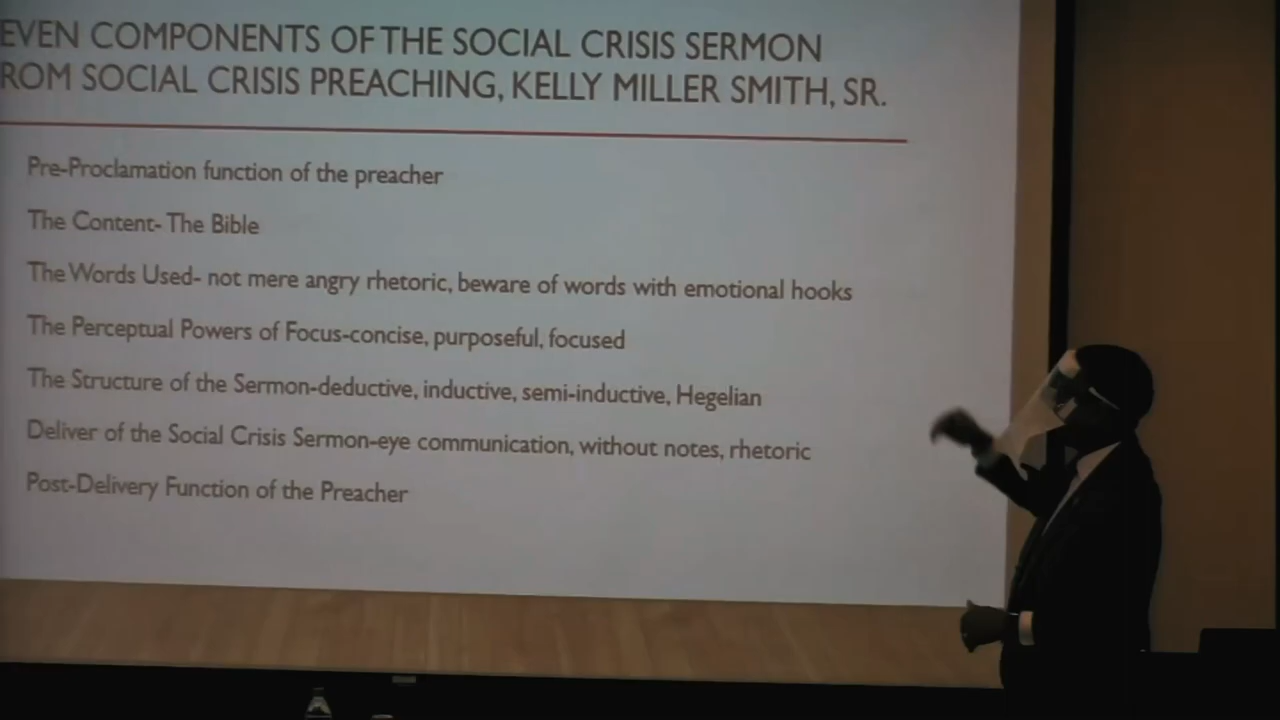 EVEN COMPONENTS OF THE SOCIAL CRISIS SERMON
ROM SOCIAL CRISIS PREACHING, KELLY MILLER SMITH, SR.
Pre-Proclamation function of the preacher
The Content- The Bible
The Words Used- not mere angry rhetoric, beware of words with emotional hooks
The Perceptual Powers of Focus-concise, purposeful, focused
The Structure of the Sermon-deductive, inductive, semi-inductive, Hegelian
Deliver of the Social Crisis Sermon-eye communication, without notes, rhetoric
Post-Delivery Function of the Preacher